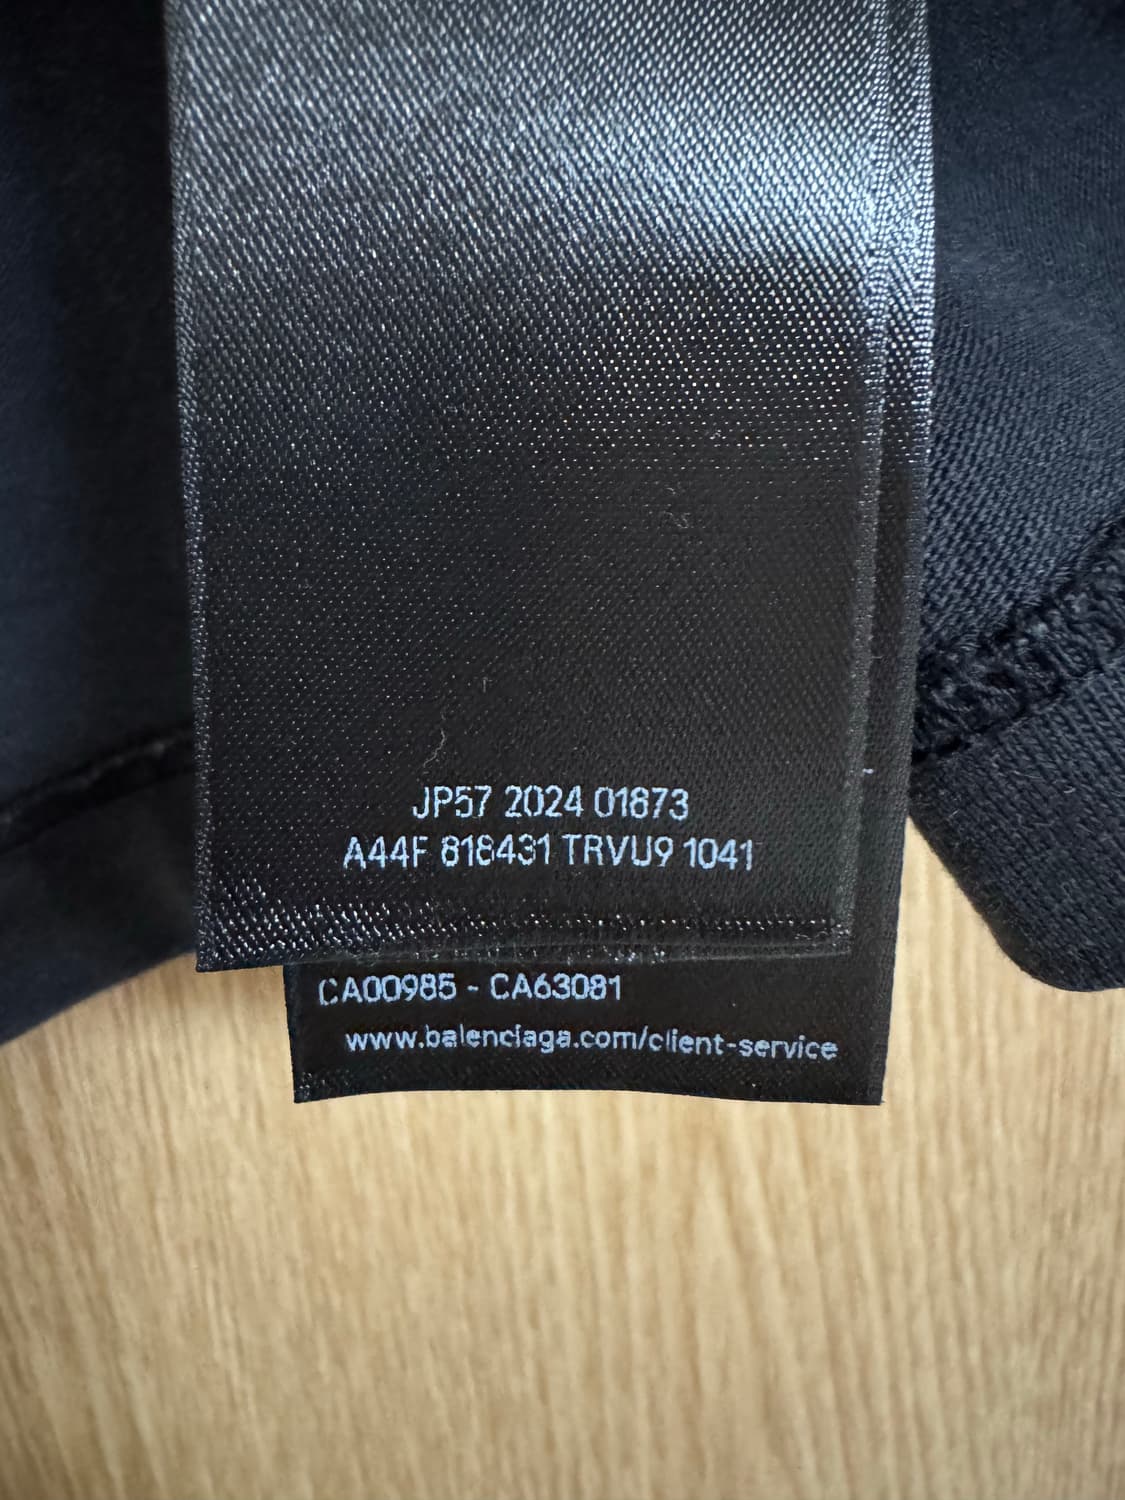 JP57 2024 01873
A44F 818431 TRVU9 1041
CA00985 - CA63081
www.balenciaga.com/client-service